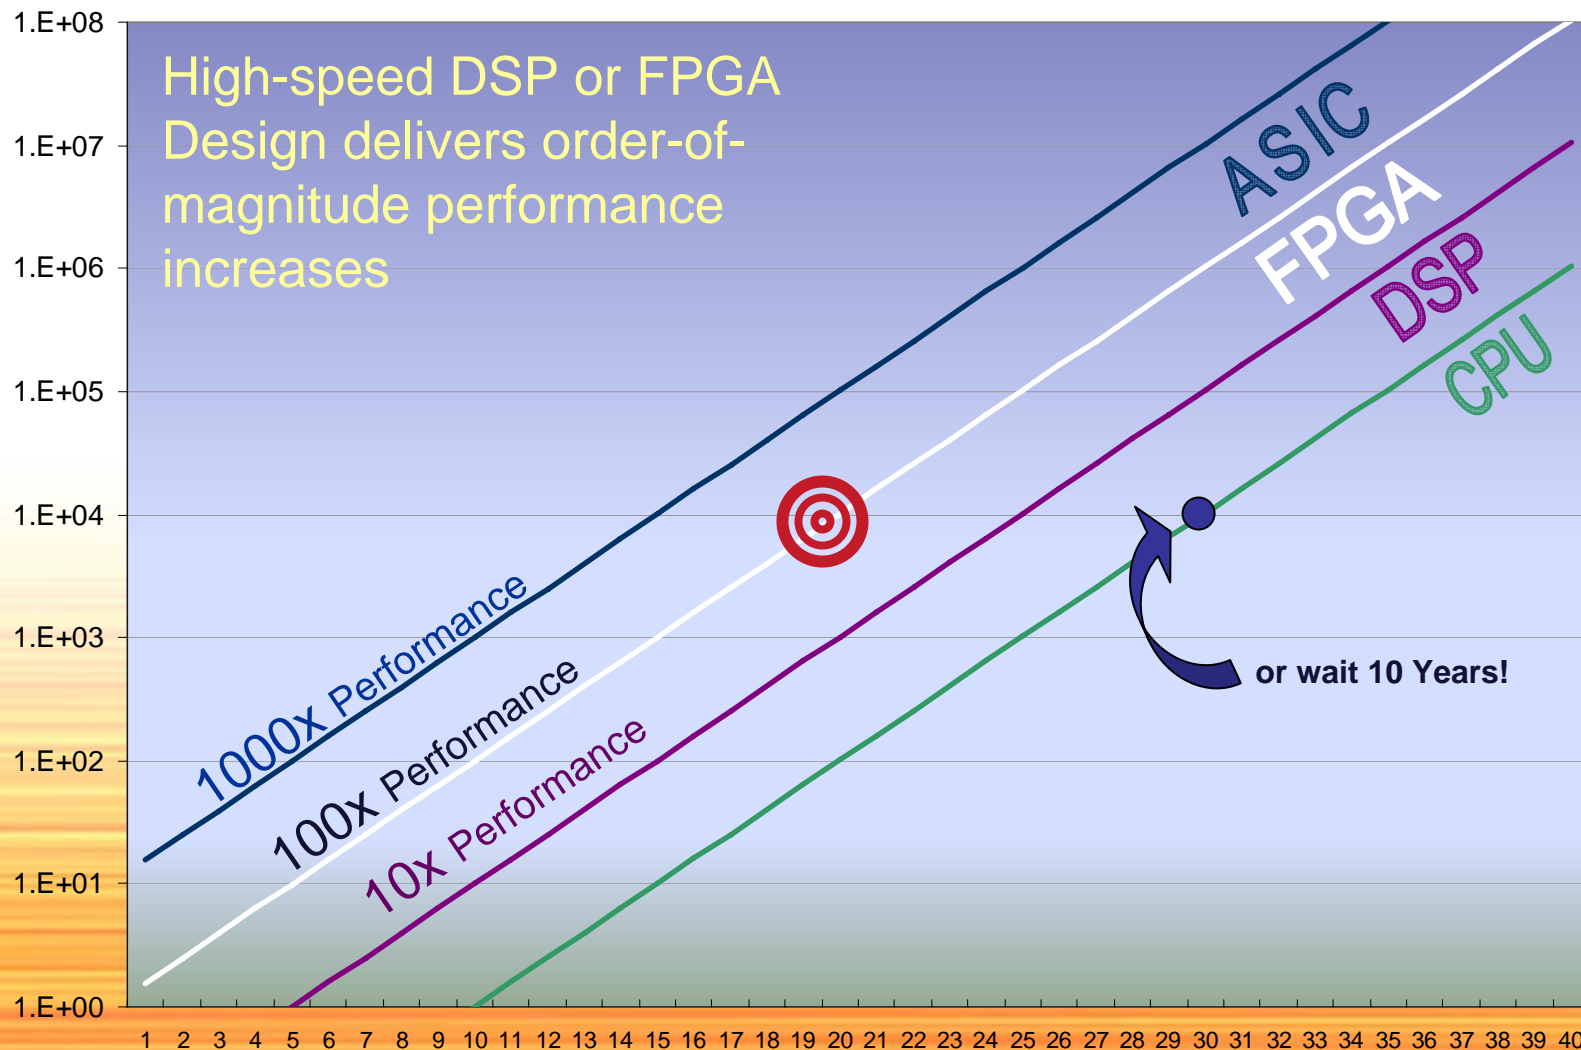 1.E+08
High-speed DSP or FPGA
Design delivers order-of-
magnitude performance
increases
ASIC
1.E+07
FPGA
DSP
1.E+06
CPU
1.E+05
1.E+04
1000x Performance
1.E+03
100x Performance
or wait 10 Years!
10x Performance
1.E+02
1.E+01
1.E+00
1 2 3 4 5 6 7 8 9 10 11 12 13 14 15 16 17 18 19 20 21 22 23 24 25 26 27 28 29 30 31 32 33 34 35 36 37 38 39 40